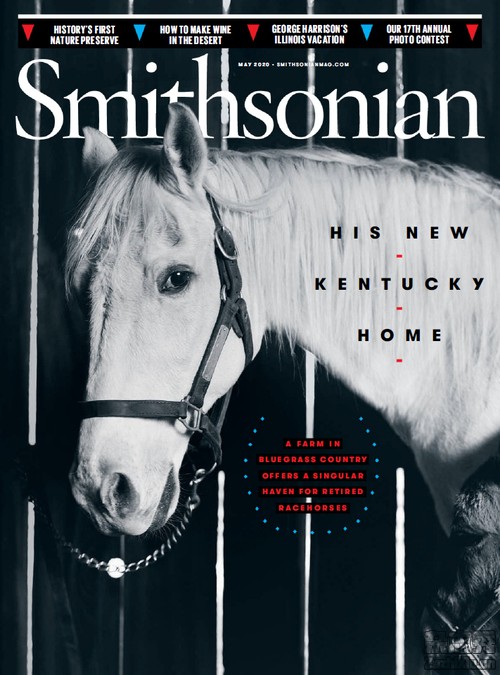 HISTORY'S FIRST
NATURE PRESERVE
HOW TO MAKE WINE
IN THE DESERT
GEORGE HARRISON'S
ILLINOIS VACATION
OUR 17TH ANNUAL
PHOTO CONTEST
MAY 2020 • SMITHSONIANMAG.COM
Smithsonian
HIS NEW
KENTUCKY
HOME
A FARM IN
BLUEGRASS COUNTRY
OFFERS A SINGULAR
HAVEN FOR RETIRED
RACEHORSES